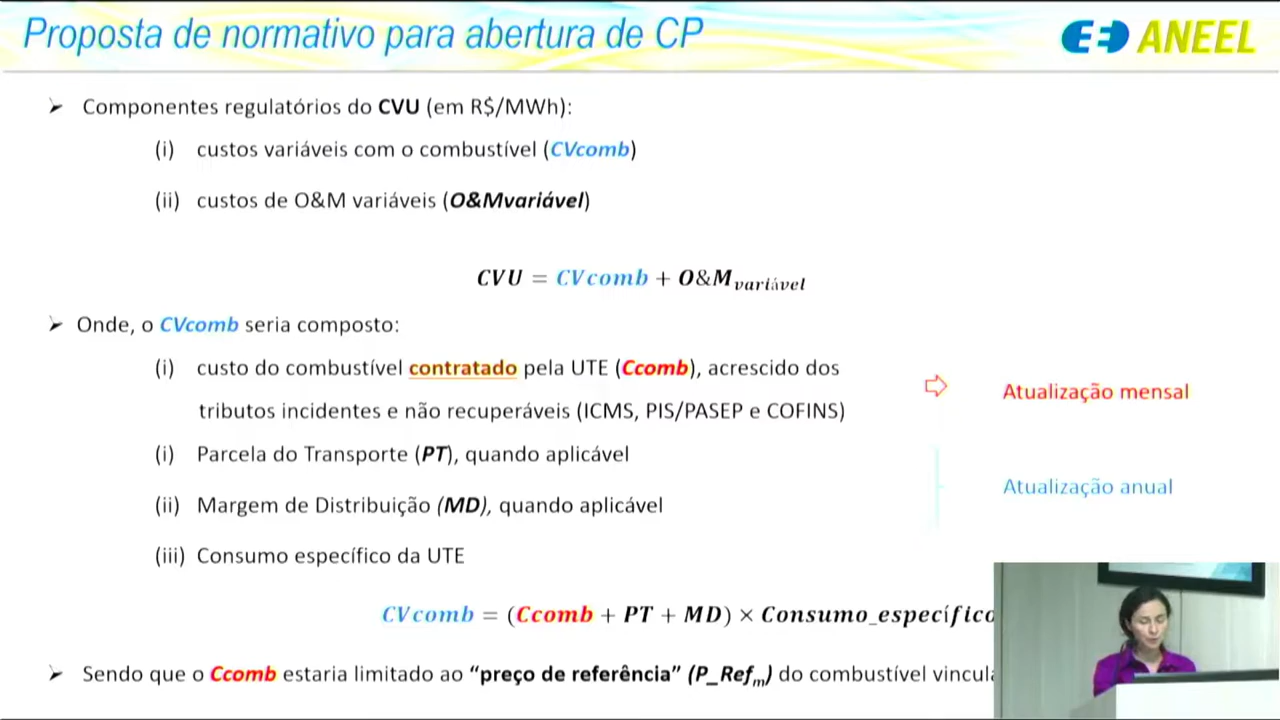 Proposta de normativo para abertura de CP
ANEEL
➢ Componentes regulatórios do CVU (em R$/MWh):
(i) custos variáveis com o combustível (CVcomb)
(ii) custos de O&M variáveis (O&Mvariável)
CVU = CVcomb + O&M variável
➢ Onde, o CVcomb seria composto:
(i) custo do combustível contratado pela UTE (Ccomb), acrescido dos
tributos incidentes e não recuperáveis (ICMS, PIS/PASEP e COFINS)
Atualização mensal
(i) Parcela do Transporte (PT), quando aplicável
Atualização anual
(ii) Margem de Distribuição (MD), quando aplicável
(iii) Consumo específico da UTE
CVcomb = (Ccomb + PT + MD) × Consumo_específico
➢ Sendo que o Ccomb estaria limitado ao “preço de referência” (P_Refm) do combustível